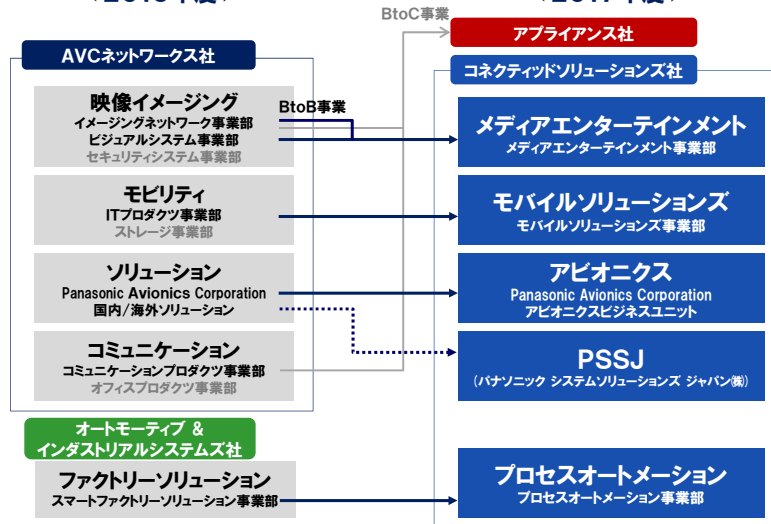 BtoC事業
アプライアンス社
AVCネットワークス社
コネクティッドソリューションズ社
映像イメージング
イメージングネットワーク事業部
ビジュアルシステム事業部
セキュリティシステム事業部
BtoB事業
メディアエンターテインメント
メディアエンターテインメント事業部
モビリティ
ITプロダクツ事業部
ストレージ事業部
モバイルソリューションズ
モバイルソリューションズ事業部
ソリューション
Panasonic Avionics Corporation
国内/海外ソリューション
アビオニクス
Panasonic Avionics Corporation
アビオニクスビジネスユニット
コミュニケーション
コミュニケーションプロダクツ事業部
オフィスプロダクツ事業部
PSSJ
(パナソニック システムソリューションズ ジャパン㈱)
オートモーティブ &
インダストリアルシステムズ社
ファクトリーソリューション
スマートファクトリーソリューション事業部
プロセスオートメーション
プロセスオートメーション事業部